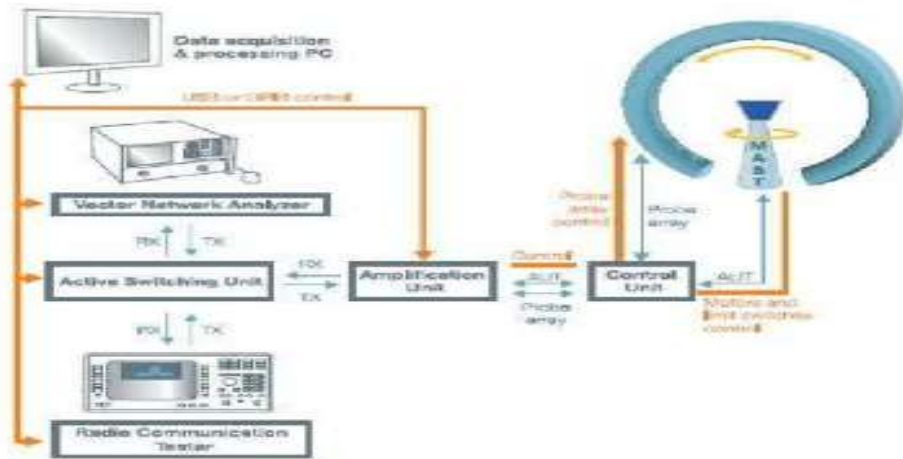 Data acquisition
& processing PC
USB or GPIB control
Vector Network Analyzer
RX
TX
Active Switching Unit
RX
TX
Amplification
Unit
Control
AUT
Probe
array
Probe
array
control
Probe
array
Control
Unit
MAST
AUT
Motors and
limit switches
control
RX
TX
Radio Communication
Tester